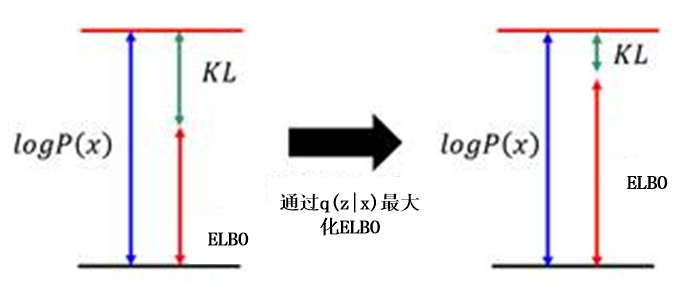 KL
logP(x)
ELBO
通过q(z|x)最大
化ELBO
KL
logP(x)
ELBO